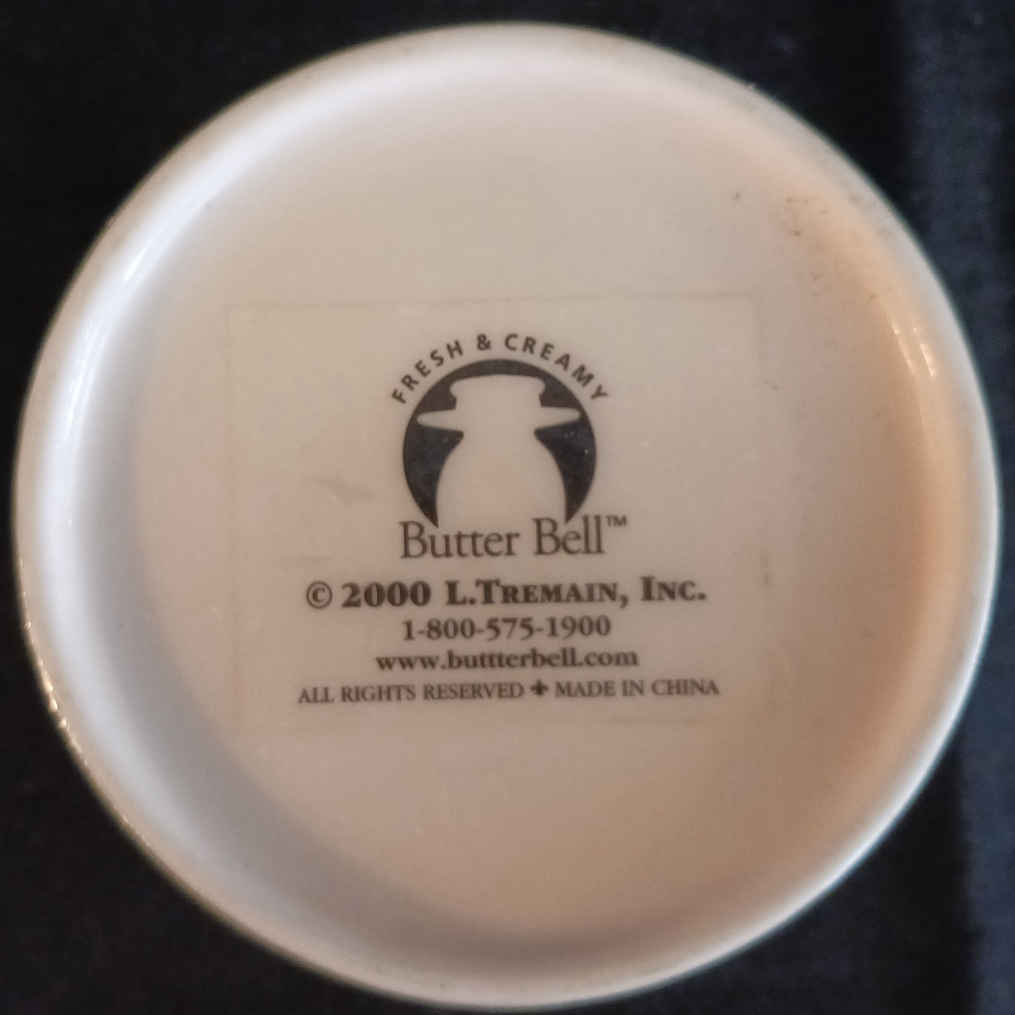 FRESH & CREAMY
Butter Bell™
© 2000 L.TREMAIN, INC.
1-800-575-1900
www.buttterbell.com
ALL RIGHTS RESERVED ✦ MADE IN CHINA